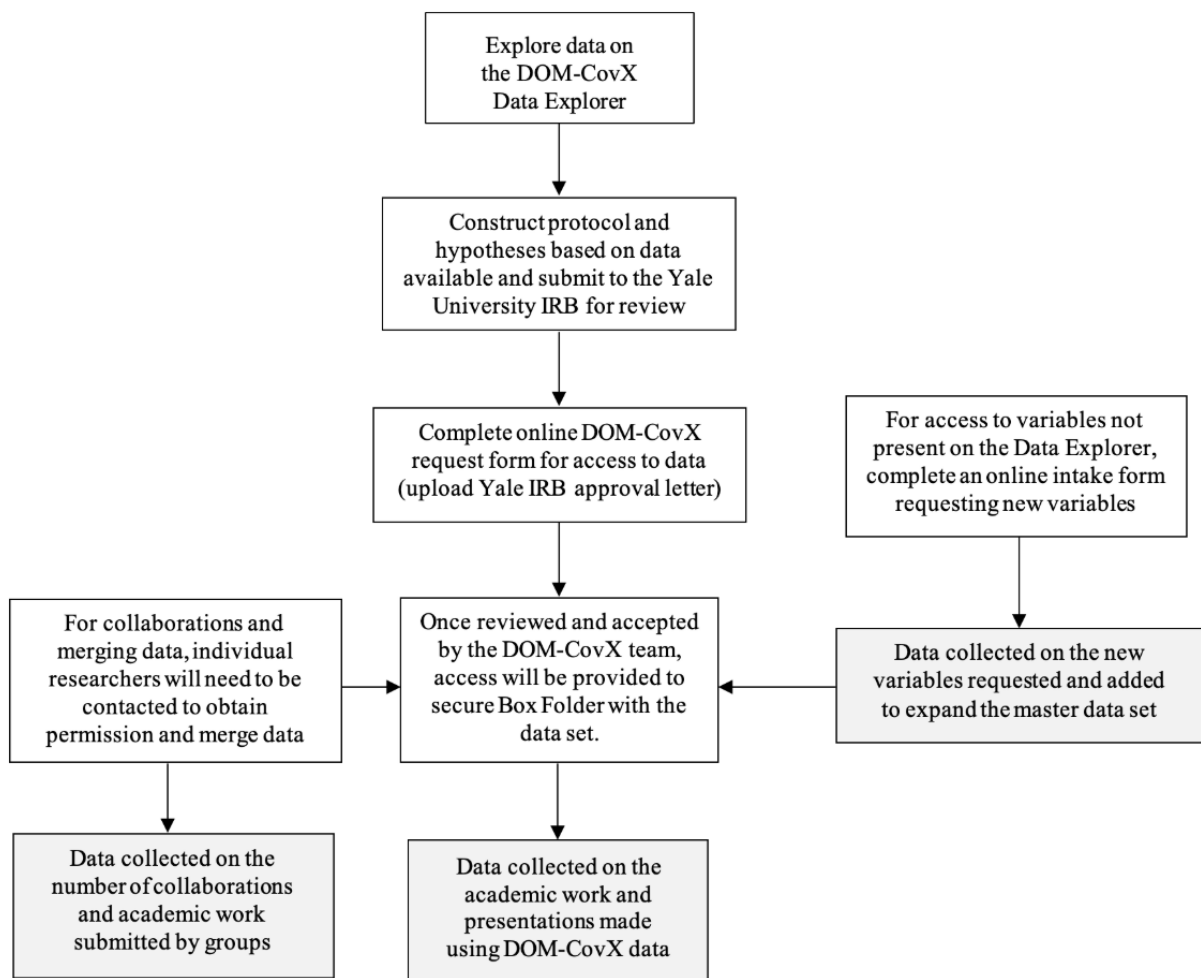 Explore data on
the DOM-CovX
Data Explorer
Construct protocol and
hypotheses based on data
available and submit to the Yale
University IRB for review
Complete online DOM-CovX
request form for access to data
(upload Yale IRB approval letter)
For access to variables not
present on the Data Explorer,
complete an online intake form
requesting new variables
For collaborations and
merging data, individual
researchers will need to be
contacted to obtain
permission and merge data
Once reviewed and accepted
by the DOM-CovX team,
access will be provided to
secure Box Folder with the
data set.
Data collected on the new
variables requested and added
to expand the master data set
Data collected on the
number of collaborations
and academic work
submitted by groups
Data collected on the
academic work and
presentations made
using DOM-CovX data